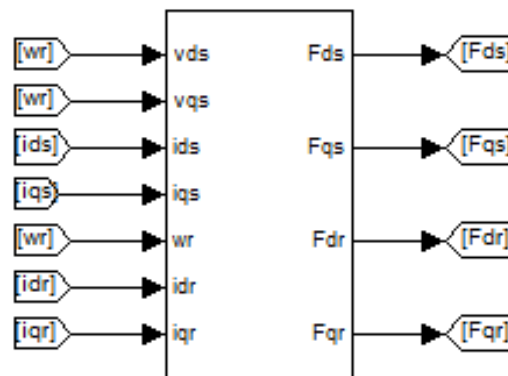 [wr] vds Fds [Fds]
[wr] vqs
[ids] ids Fqs [Fqs]
[iqs] iqs
[wr] wr Fdr [Fdr]
[idr] idr
[iqr] iqr Fqr [Fqr]